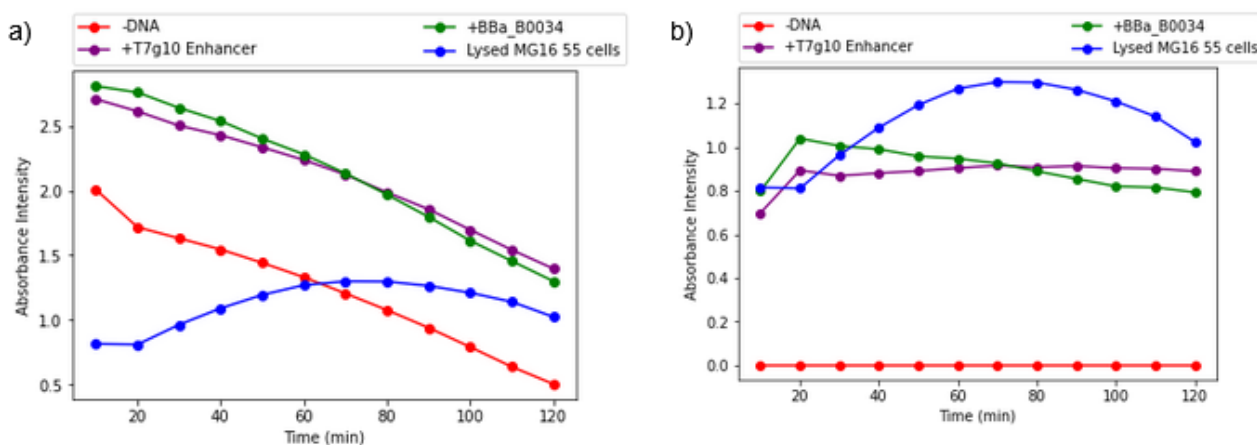 a)
-DNA
+BBa_B0034
+T7g10 Enhancer
Lysed MG16 55 cells
Absorbance Intensity
2.5
2.0
1.5
1.0
0.5
20 40 60 80 100 120
Time (min)
b)
-DNA
+BBa_B0034
+T7g10 Enhancer
Lysed MG16 55 cells
Absorbance Intensity
1.2
1.0
0.8
0.6
0.4
0.2
0.0
20 40 60 80 100 120
Time (min)